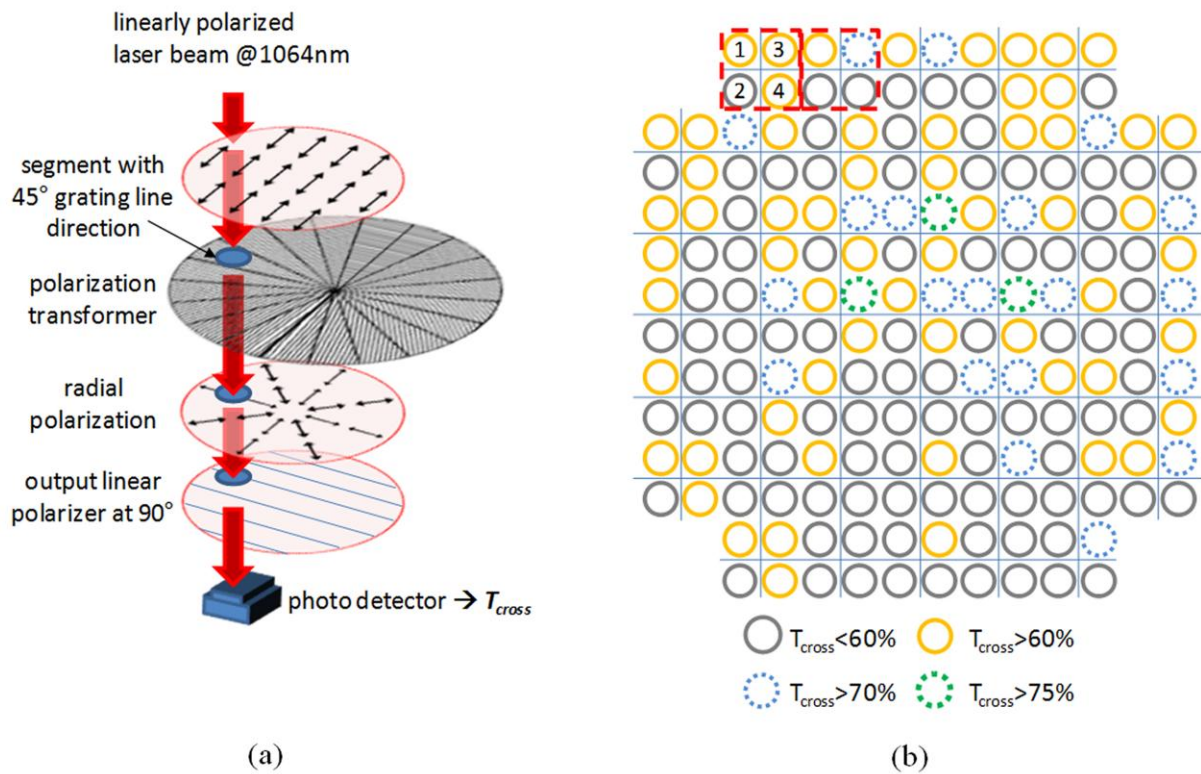 linearly polarized
laser beam @1064nm
segment with
45° grating line
direction
polarization
transformer
radial
polarization
output linear
polarizer at 90°
photo detector → Tcross
(a)
1 3
2 4
Tcross<60% Tcross>60%
Tcross>70% Tcross>75%
(b)